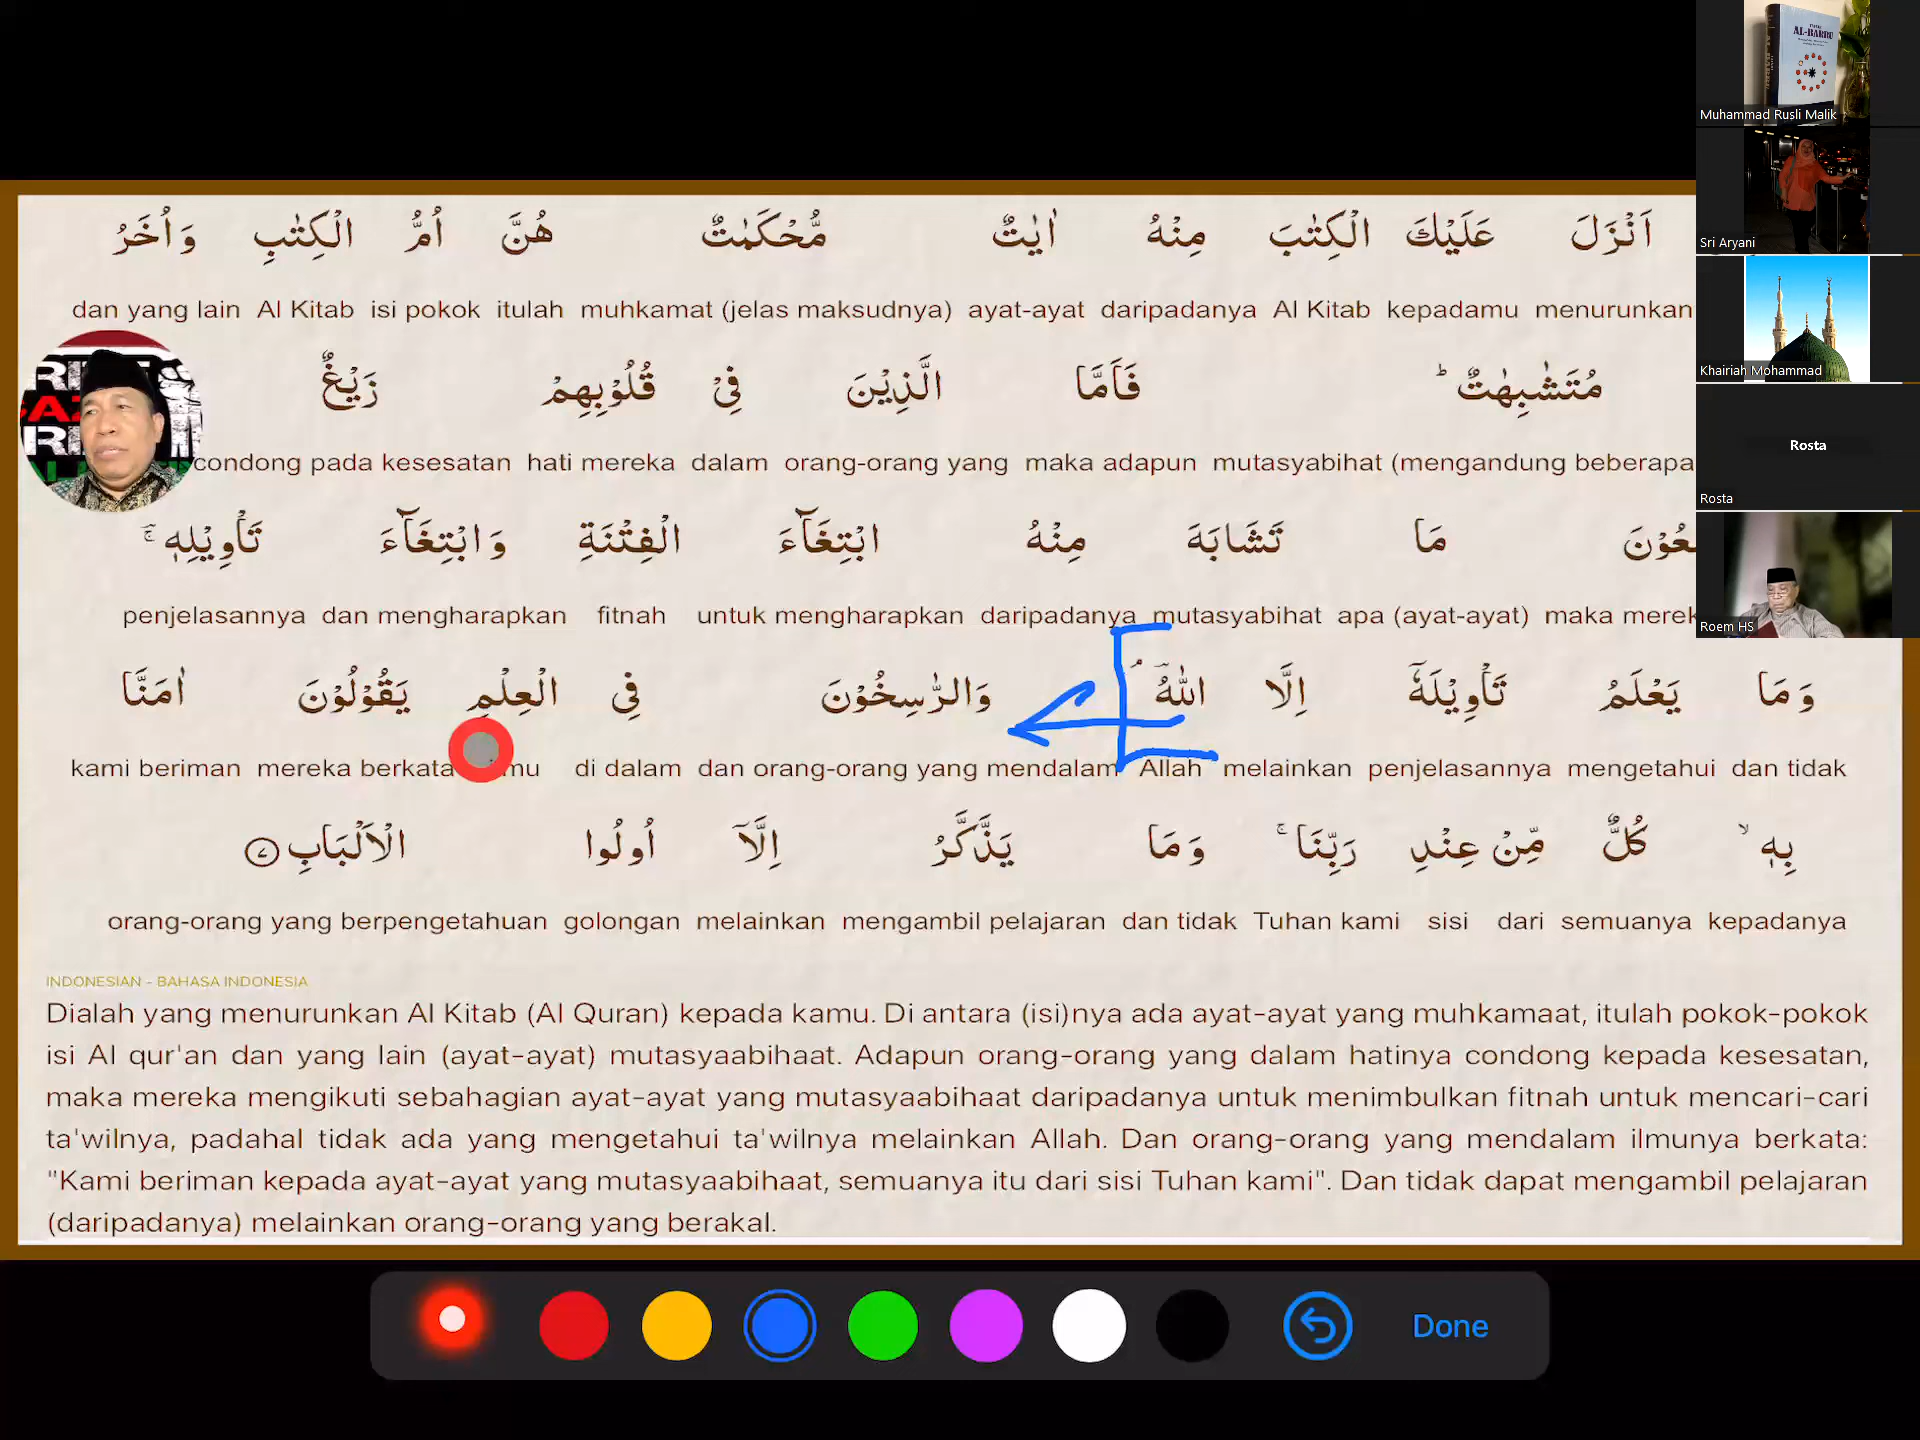 اَنْزَلَ عَلَيْكَ الْكِتٰبَ مِنْهُ اٰيٰتٌ مُّحْكَمٰتٌ هُنَّ اُمُّ الْكِتٰبِ وَاُخَرُ
dan yang lain Al Kitab isi pokok itulah muhkamat (jelas maksudnya) ayat-ayat daripadanya Al Kitab kepadamu menurunkan
مُتَشٰبِهٰتٌ ۗ فَاَمَّا الَّذِيْنَ فِيْ قُلُوْبِهِمْ زَيْغٌ
condong pada kesesatan hati mereka dalam orang-orang yang maka adapun mutasyabihat (mengandung beberapa
مَا تَشَابَهَ مِنْهُ ابْتِغَاۤءَ الْفِتْنَةِ وَابْتِغَاۤءَ تَأْوِيْلِهٖ ۚ
penjelasannya dan mengharapkan fitnah untuk mengharapkan daripadanya mutasyabihat apa (ayat-ayat) maka
وَمَا يَعْلَمُ تَأْوِيْلَهٗٓ اِلَّا اللّٰهُ ۘ وَالرّٰسِخُوْنَ فِى الْعِلْمِ يَقُوْلُوْنَ اٰمَنَّا
kami beriman mereka berkata di dalam dan orang-orang yang mendalam Allah melainkan penjelasannya mengetahui dan tidak
بِهٖ ۙ كُلٌّ مِّنْ عِنْدِ رَبِّنَا ۚ وَمَا يَذَّكَّرُ اِلَّآ اُولُوا الْاَلْبَابِ ٧
orang-orang yang berpengetahuan golongan melainkan mengambil pelajaran dan tidak Tuhan kami sisi dari semuanya kepadanya
INDONESIAN - BAHASA INDONESIA
Dialah yang menurunkan Al Kitab (Al Quran) kepada kamu. Di antara (isi)nya ada ayat-ayat yang muhkamaat, itulah pokok-pokok
isi Al qur'an dan yang lain (ayat-ayat) mutasyaabihaat. Adapun orang-orang yang dalam hatinya condong kepada kesesatan,
maka mereka mengikuti sebahagian ayat-ayat yang mutasyaabihaat daripadanya untuk menimbulkan fitnah untuk mencari-cari
ta'wilnya, padahal tidak ada yang mengetahui ta'wilnya melainkan Allah. Dan orang-orang yang mendalam ilmunya berkata:
"Kami beriman kepada ayat-ayat yang mutasyaabihaat, semuanya itu dari sisi Tuhan kami". Dan tidak dapat mengambil pelajaran
(daripadanya) melainkan orang-orang yang berakal.
AL-BARRU
Muhammad Rusli Malik
Sri Aryani
Khairiah Mohammad
Rosta
Rosta
Roem HS
Done